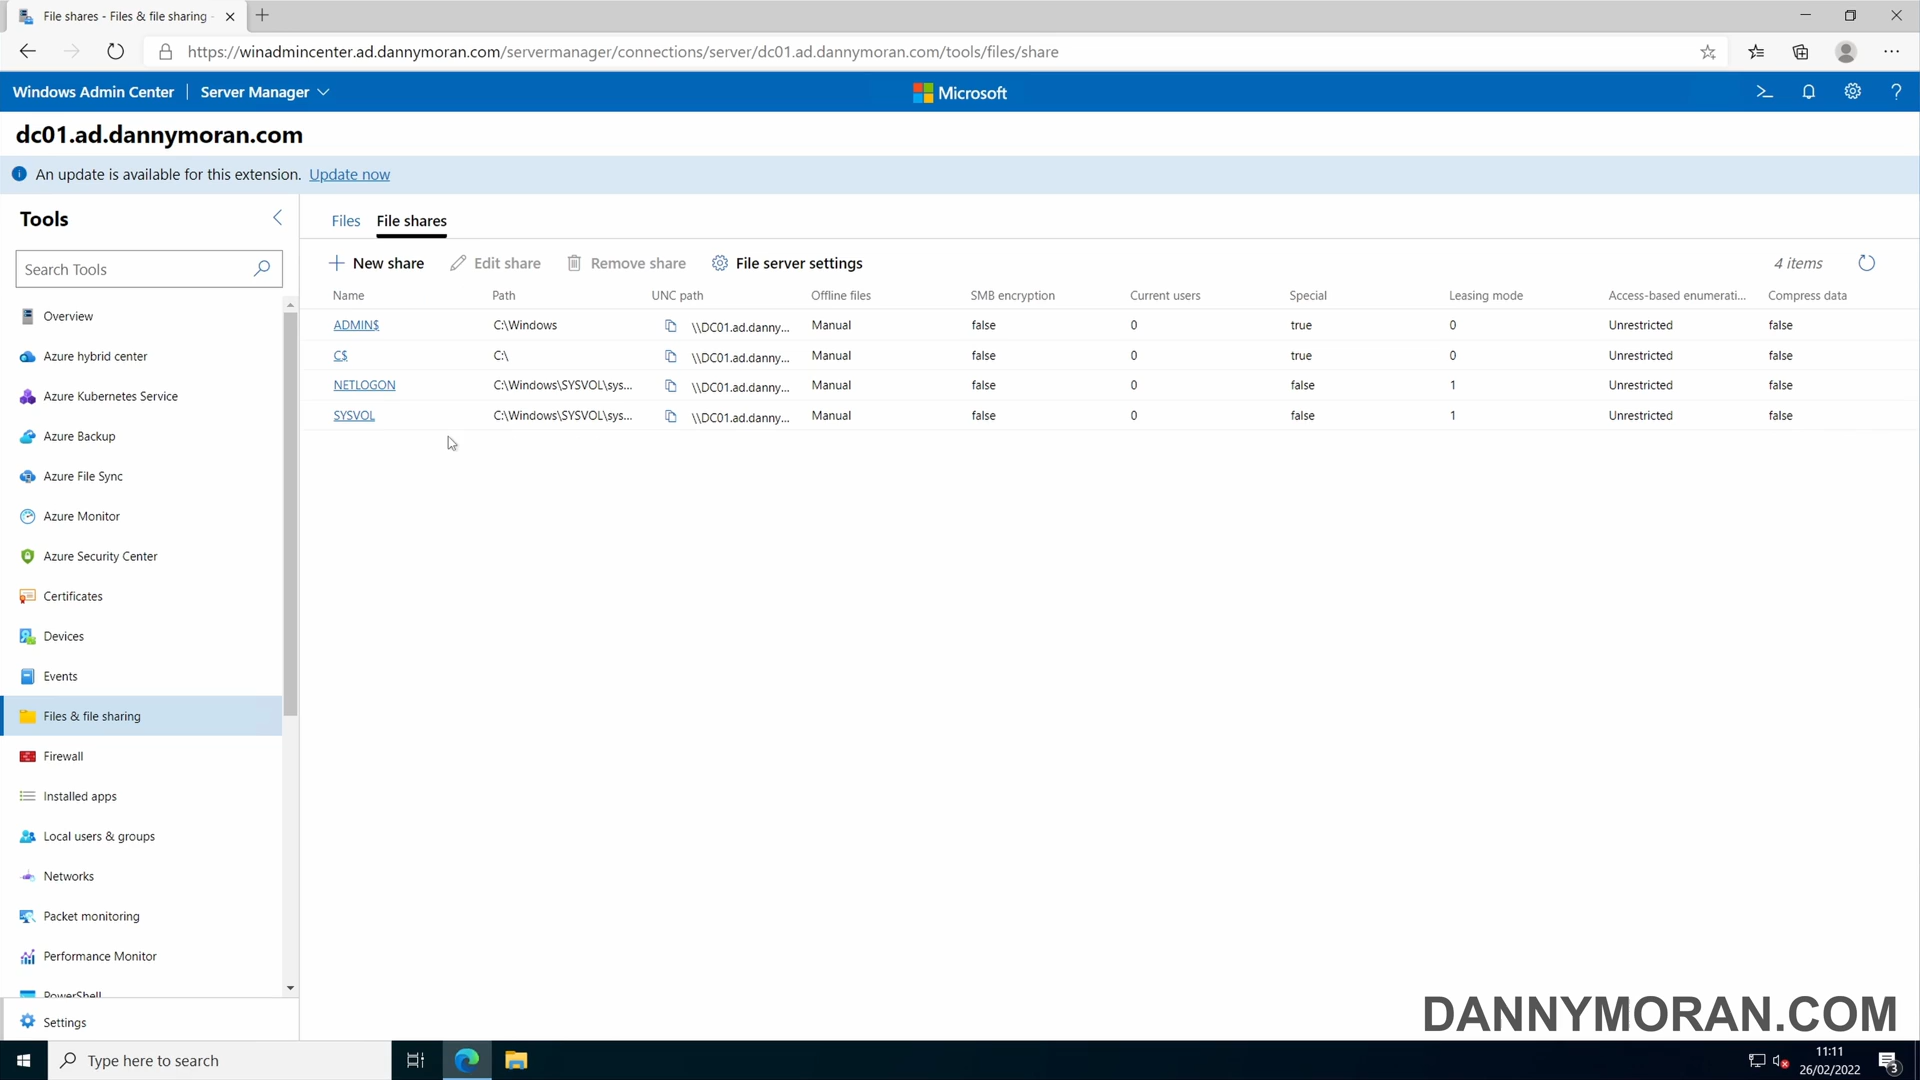 File shares - Files & file sharing -
https://winadmincenter.ad.dannymoran.com/servermanager/connections/server/dc01.ad.dannymoran.com/tools/files/share
Windows Admin Center
Server Manager
Microsoft
dc01.ad.dannymoran.com
An update is available for this extension. Update now
Tools
Search Tools
Overview
Azure hybrid center
Azure Kubernetes Service
Azure Backup
Azure File Sync
Azure Monitor
Azure Security Center
Certificates
Devices
Events
Files & file sharing
Firewall
Installed apps
Local users & groups
Networks
Packet monitoring
Performance Monitor
PowerShell
Settings
Files File shares
New share Edit share Remove share File server settings 4 items
Name Path UNC path Offline files SMB encryption Current users Special Leasing mode Access-based enumerati... Compress data
ADMIN$ C:\Windows \\DC01.ad.danny... Manual false 0 true 0 Unrestricted false
C$ C:\ \\DC01.ad.danny... Manual false 0 true 0 Unrestricted false
NETLOGON C:\Windows\SYSVOL\sys... \\DC01.ad.danny... Manual false 0 false 1 Unrestricted false
SYSVOL C:\Windows\SYSVOL\sys... \\DC01.ad.danny... Manual false 0 false 1 Unrestricted false
DANNYMORAN.COM
Type here to search
11:11
26/02/2022
3